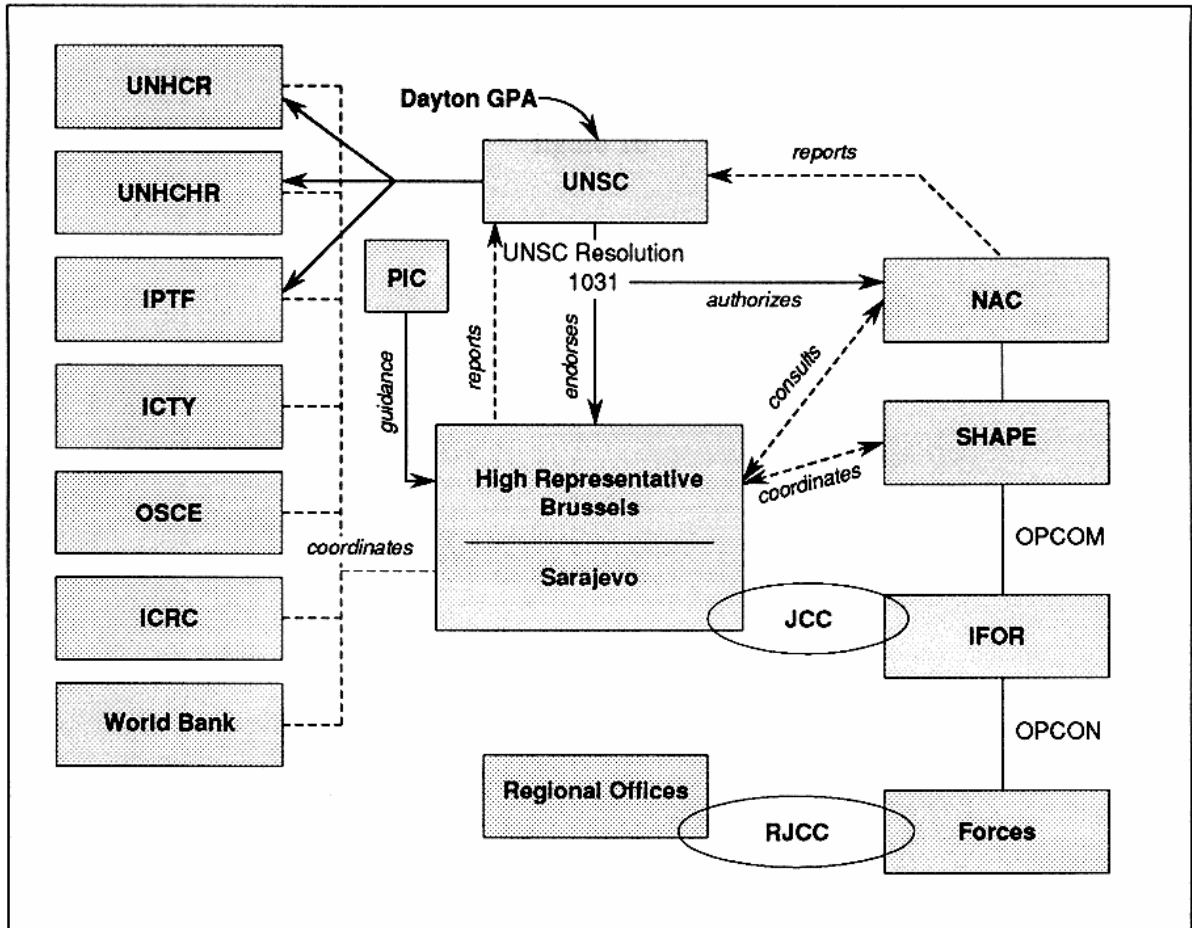 UNHCR
Dayton GPA
reports
UNSC
UNHCHR
UNSC Resolution
1031
PIC
IPTF
authorizes
NAC
guidance
reports
endorses
consults
ICTY
SHAPE
High Representative
Brussels
coordinates
OSCE
OPCOM
coordinates
Sarajevo
ICRC
JCC
IFOR
World Bank
OPCON
Regional Offices
RJCC
Forces